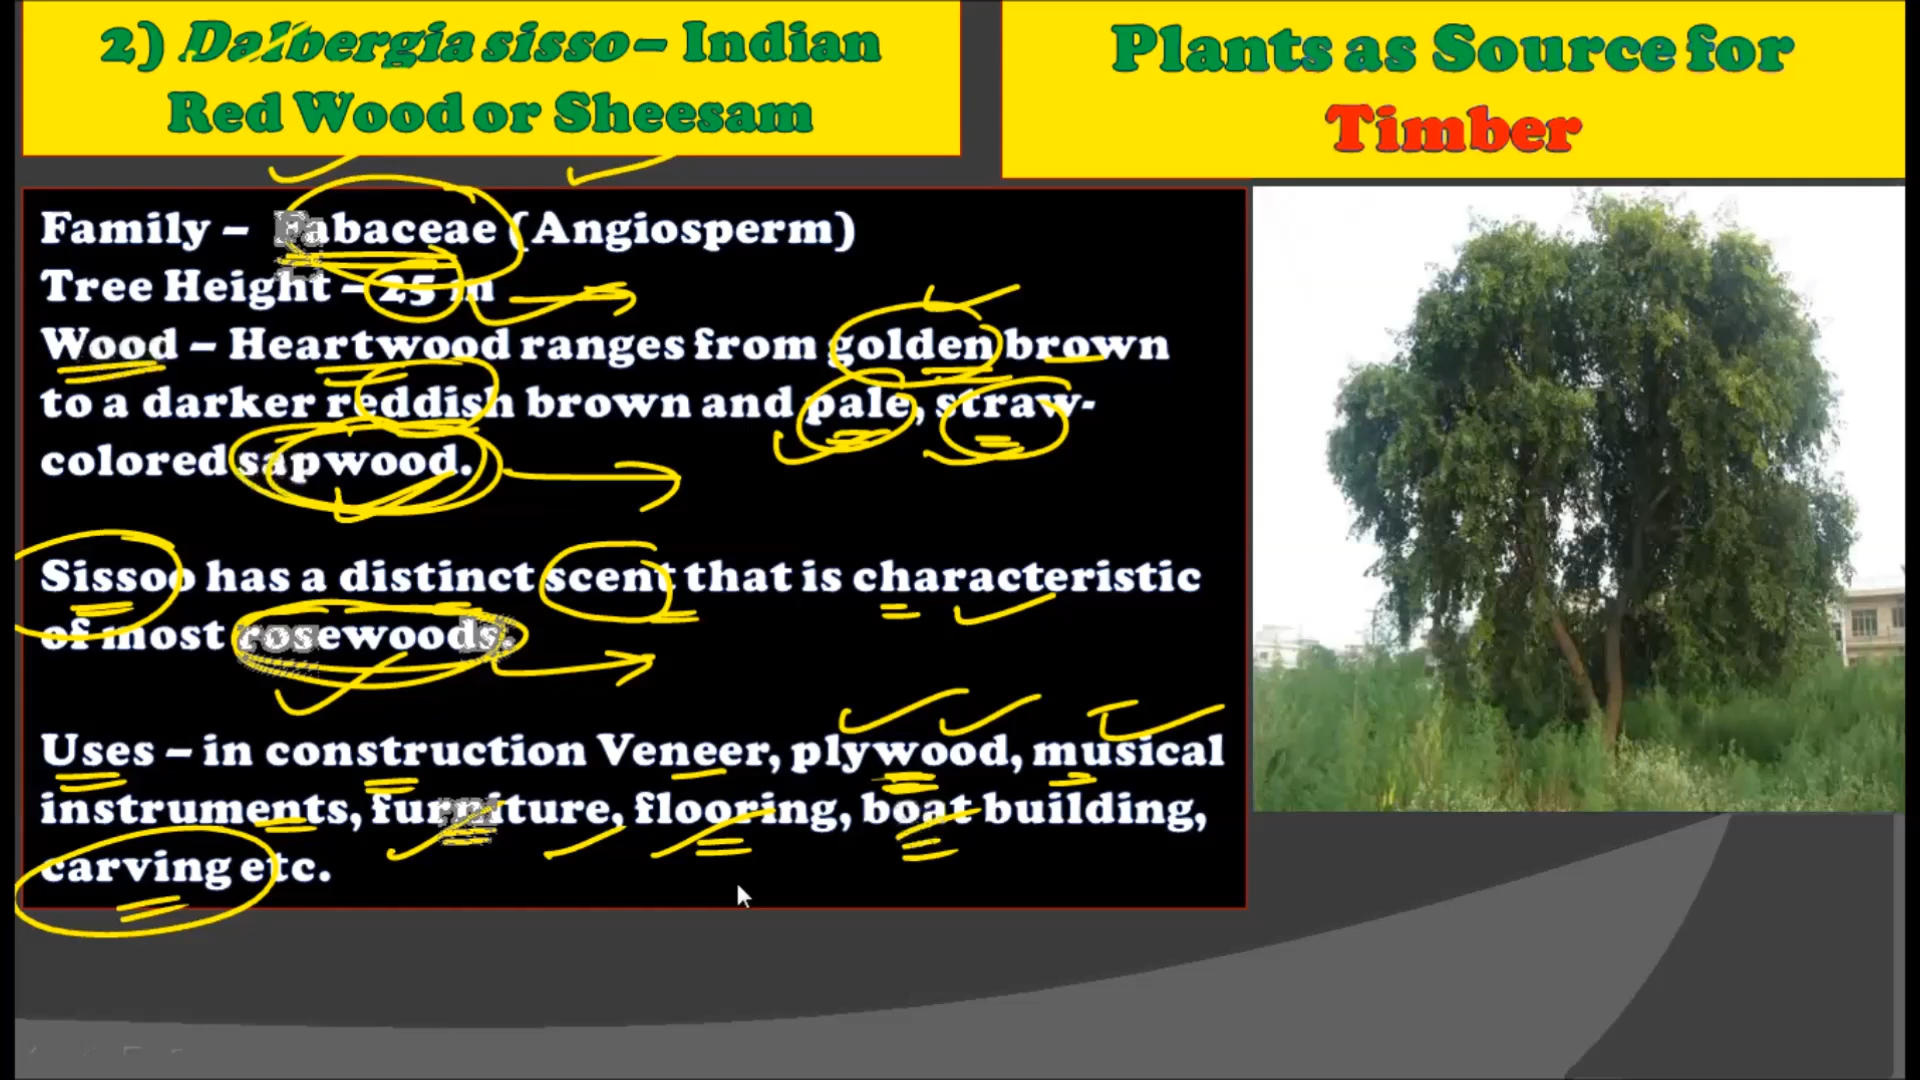 2) Dalbergia sisso – Indian
Red Wood or Sheesam
Plants as Source for
Timber
Family – Fabaceae (Angiosperm)
Tree Height – 25 m
Wood – Heartwood ranges from golden brown
to a darker reddish brown and pale, straw-
colored sapwood.
Sissoo has a distinct scent that is characteristic
of most rosewoods.
Uses – in construction Veneer, plywood, musical
instruments, furniture, flooring, boat building,
carving etc.